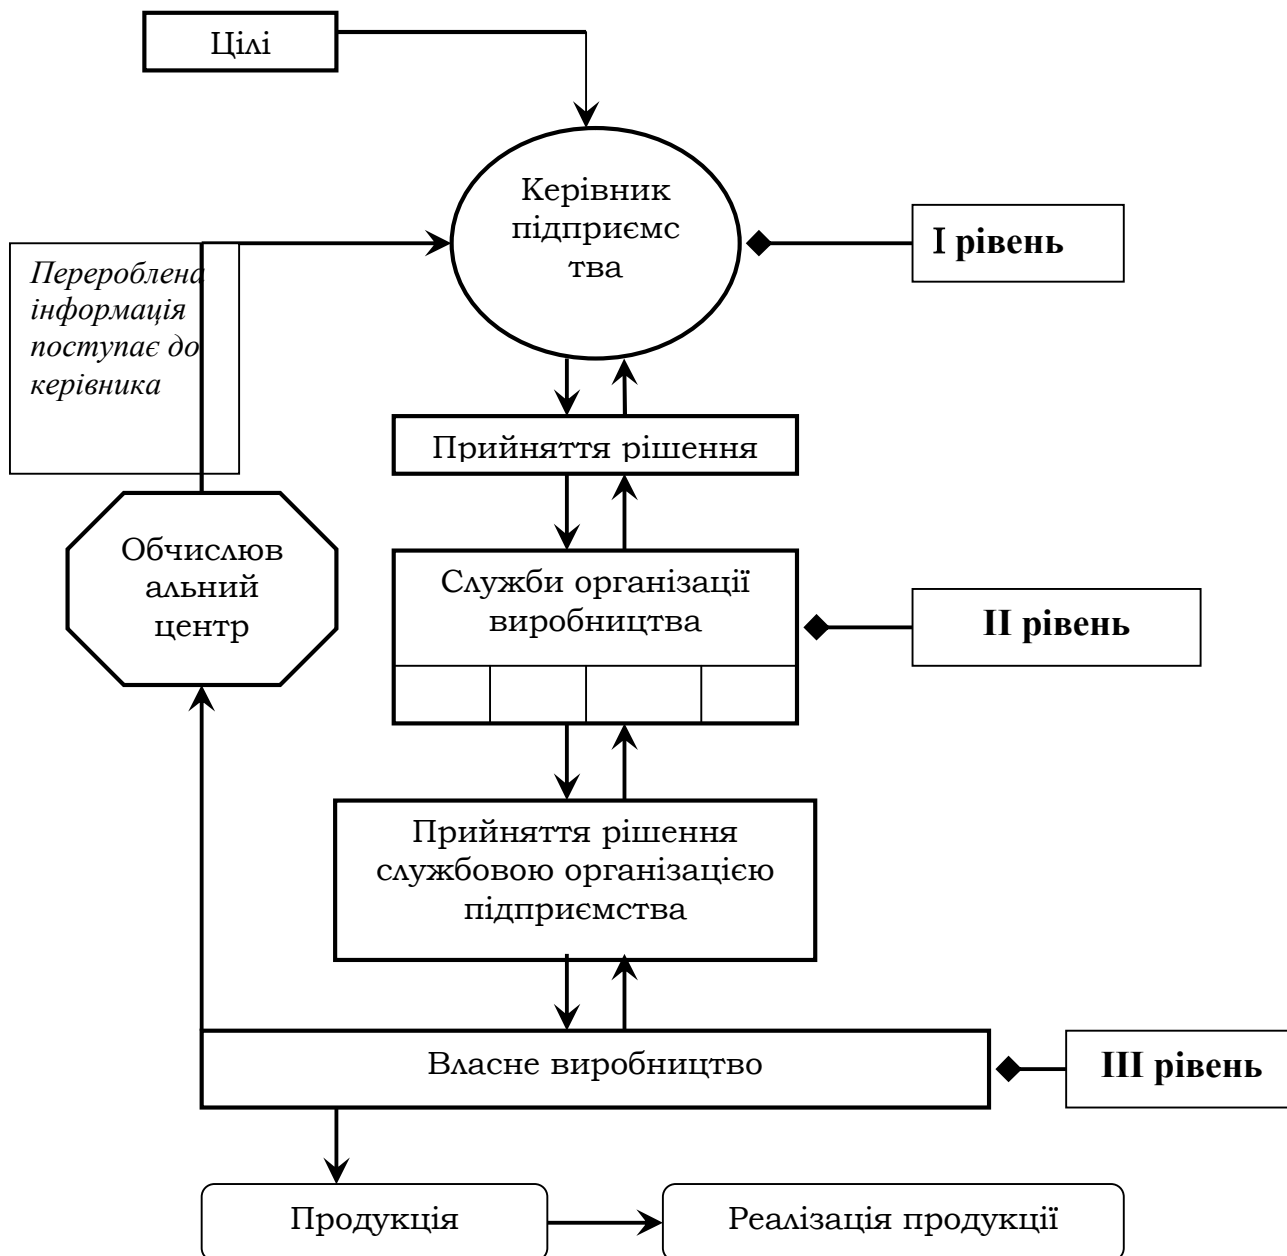 Цілі
Керівник
підприємс
тва
І рівень
Перероблена
інформація
поступає до
керівника
Прийняття рішення
Обчислюв
альний
центр
Служби організації
виробництва
ІІ рівень
Прийняття рішення
службовою організацією
підприємства
Власне виробництво
ІІІ рівень
Продукція
Реалізація продукції